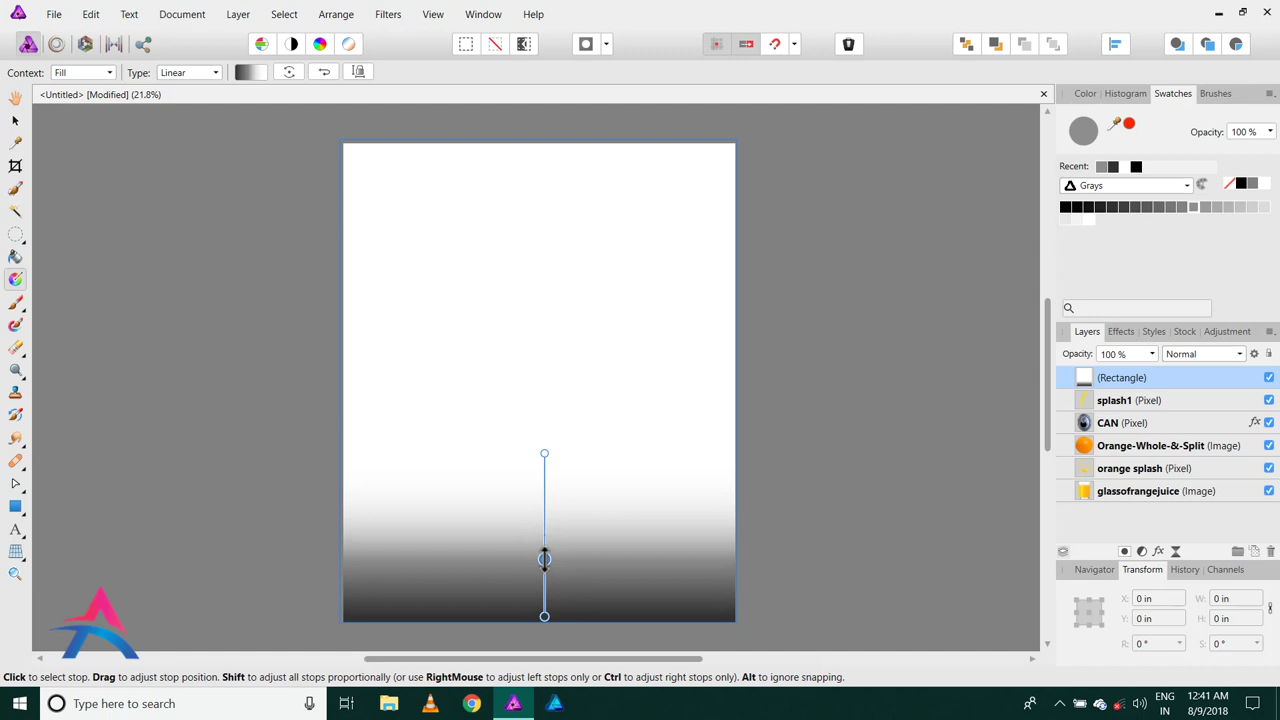 File Edit Text Document Layer Select Arrange Filters View Window Help
Context: Fill Type: Linear
<Untitled> [Modified] (21.8%)
Color Histogram Swatches Brushes
Opacity: 100 %
Recent:
Grays
Layers Effects Styles Stock Adjustment
Opacity: 100 % Normal
(Rectangle)
splash1 (Pixel)
CAN (Pixel) fx
Orange-Whole-&-Split (Image)
orange splash (Pixel)
glassofrangejuice (Image)
fx
Navigator Transform History Channels
X: 0 in W: 0 in
Y: 0 in H: 0 in
R: 0 ° S: 0 °
Click to select stop. Drag to adjust stop position. Shift to adjust all stops proportionally (or use RightMouse to adjust left stops only or Ctrl to adjust right stops only). Alt to ignore snapping.
Type here to search
ENG 12:41 AM
IN 8/9/2018